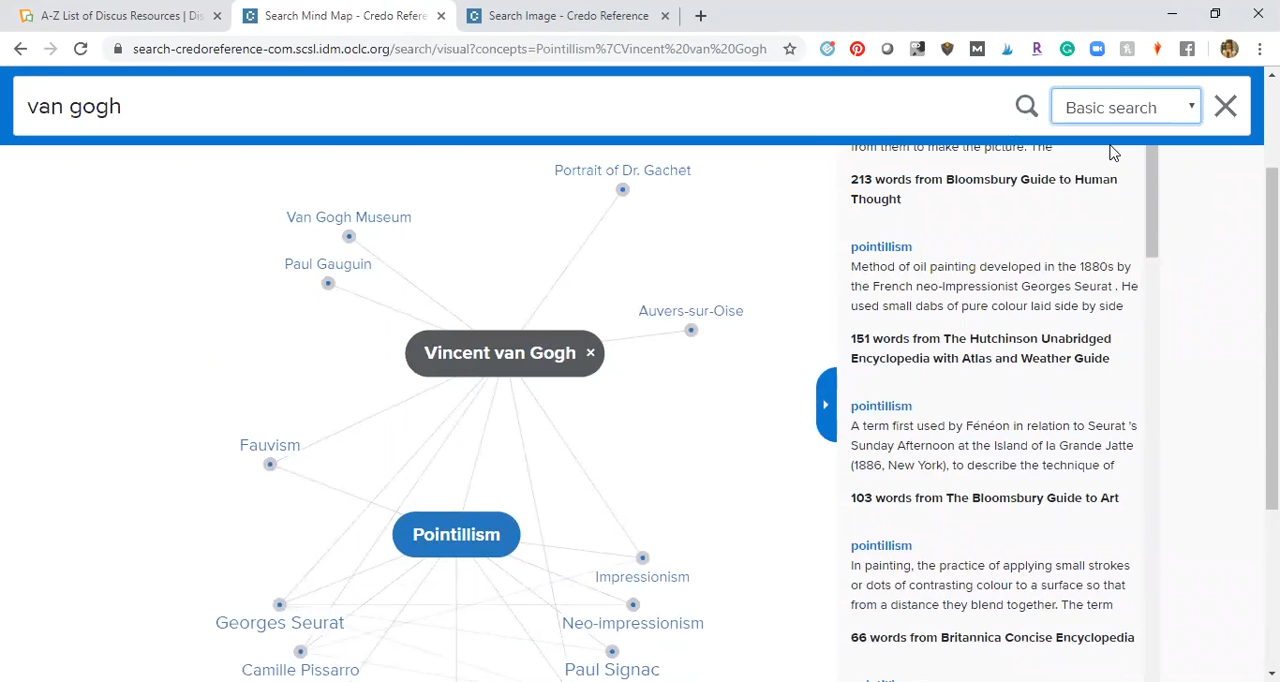 A-Z List of Discus Resources | Dis
Search Mind Map - Credo Refere
Search Image - Credo Reference
search-credoreference-com.scsl.idm.oclc.org/search/visual?concepts=Pointillism%7CVincent%20van%20Gogh
van gogh
Basic search
Portrait of Dr. Gachet
Van Gogh Museum
Paul Gauguin
Auvers-sur-Oise
Vincent van Gogh ×
Fauvism
Pointillism
Impressionism
Georges Seurat
Neo-impressionism
Camille Pissarro
Paul Signac
from them to make the picture. The
213 words from Bloomsbury Guide to Human
Thought
pointillism
Method of oil painting developed in the 1880s by
the French neo-Impressionist Georges Seurat . He
used small dabs of pure colour laid side by side
151 words from The Hutchinson Unabridged
Encyclopedia with Atlas and Weather Guide
pointillism
A term first used by Fénéon in relation to Seurat 's
Sunday Afternoon at the Island of la Grande Jatte
(1886, New York), to describe the technique of
103 words from The Bloomsbury Guide to Art
pointillism
In painting, the practice of applying small strokes
or dots of contrasting colour to a surface so that
from a distance they blend together. The term
66 words from Britannica Concise Encyclopedia